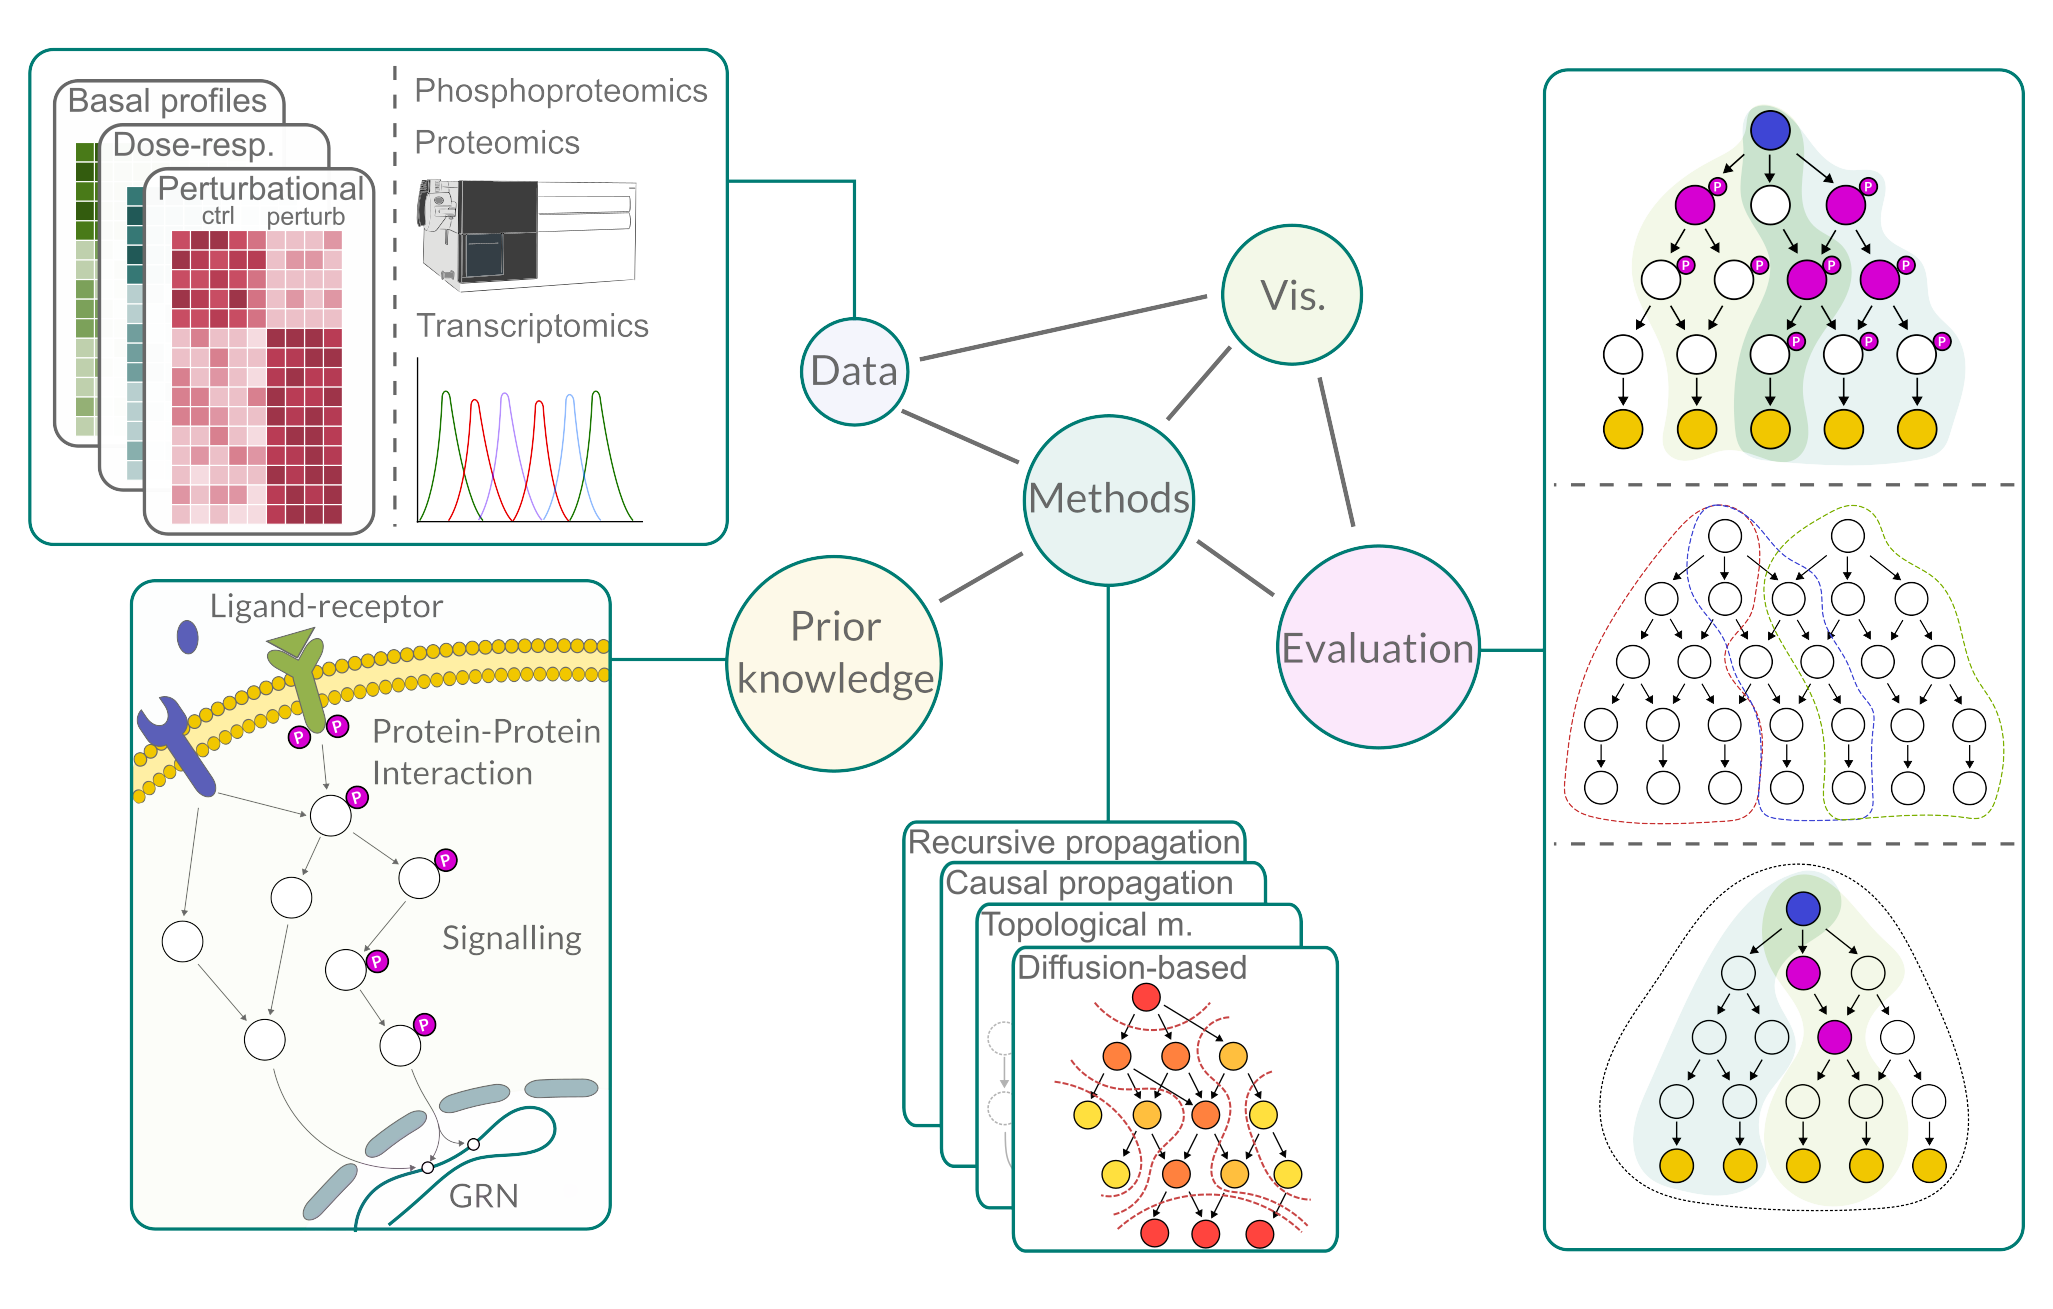 Basal profiles
Dose-resp.
Perturbational
ctrl perturb
Phosphoproteomics
Proteomics
Transcriptomics
Data
Vis.
Methods
Prior
knowledge
Evaluation
Ligand-receptor
P P
Protein-Protein
Interaction
P
P
Signalling
P
P
GRN
Recursive propagation
Causal propagation
Topological m.
Diffusion-based
P P
P P P P
P P P